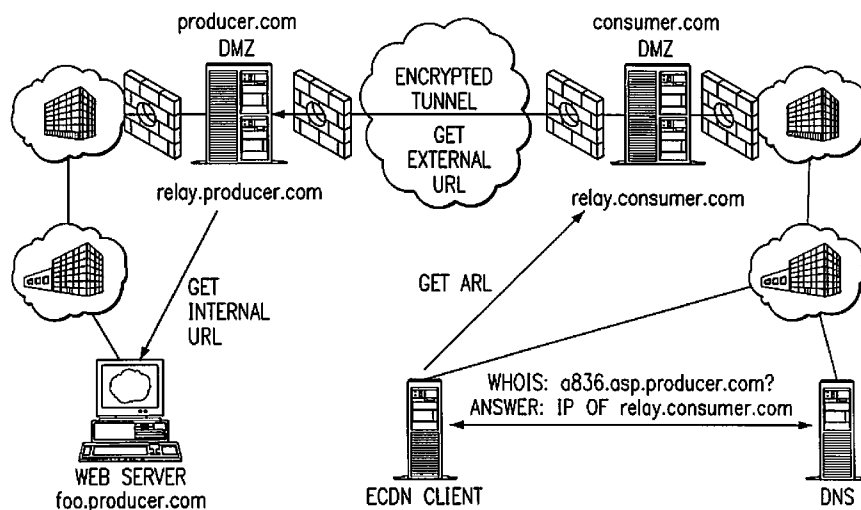 producer.com
DMZ
consumer.com
DMZ
ENCRYPTED
TUNNEL
GET
EXTERNAL
URL
relay.producer.com
relay.consumer.com
GET
INTERNAL
URL
GET ARL
WHOIS: a836.asp.producer.com?
ANSWER: IP OF relay.consumer.com
WEB SERVER
foo.producer.com
ECDN CLIENT
DNS